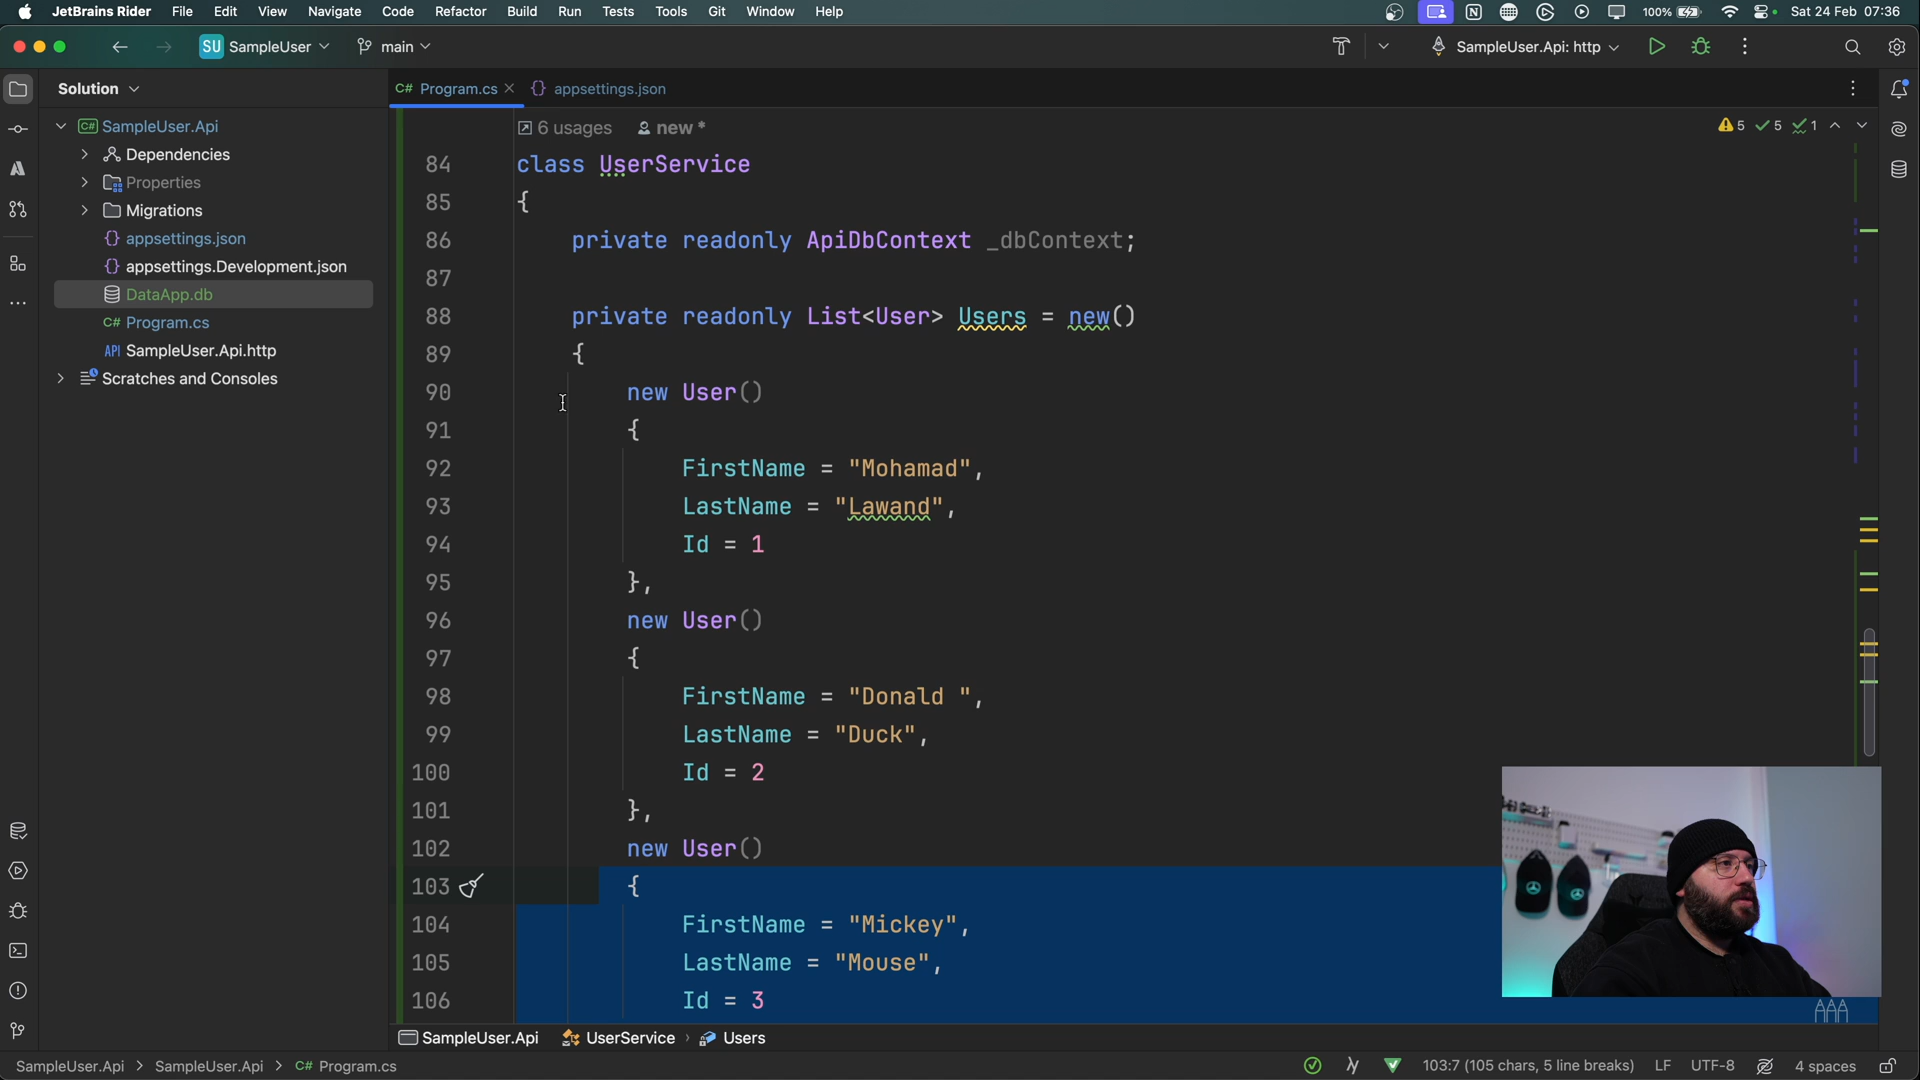 JetBrains Rider File Edit View Navigate Code Refactor Build Run Tests Tools Git Window Help 100% Sat 24 Feb 07:36
SU SampleUser main SampleUser.Api: http
Solution
C# Program.cs {} appsettings.json
C# SampleUser.Api
Dependencies
Properties
Migrations
{} appsettings.json
{} appsettings.Development.json
DataApp.db
C# Program.cs
API SampleUser.Api.http
Scratches and Consoles
6 usages new *
5 5 1
84 class UserService
85 {
86 private readonly ApiDbContext _dbContext;
87
88 private readonly List<User> Users = new()
89 {
90 new User()
91 {
92 FirstName = "Mohamad",
93 LastName = "Lawand",
94 Id = 1
95 },
96 new User()
97 {
98 FirstName = "Donald ",
99 LastName = "Duck",
100 Id = 2
101 },
102 new User()
103 {
104 FirstName = "Mickey",
105 LastName = "Mouse",
106 Id = 3
SampleUser.Api UserService › Users
SampleUser.Api > SampleUser.Api > C# Program.cs 103:7 (105 chars, 5 line breaks) LF UTF-8 4 spaces